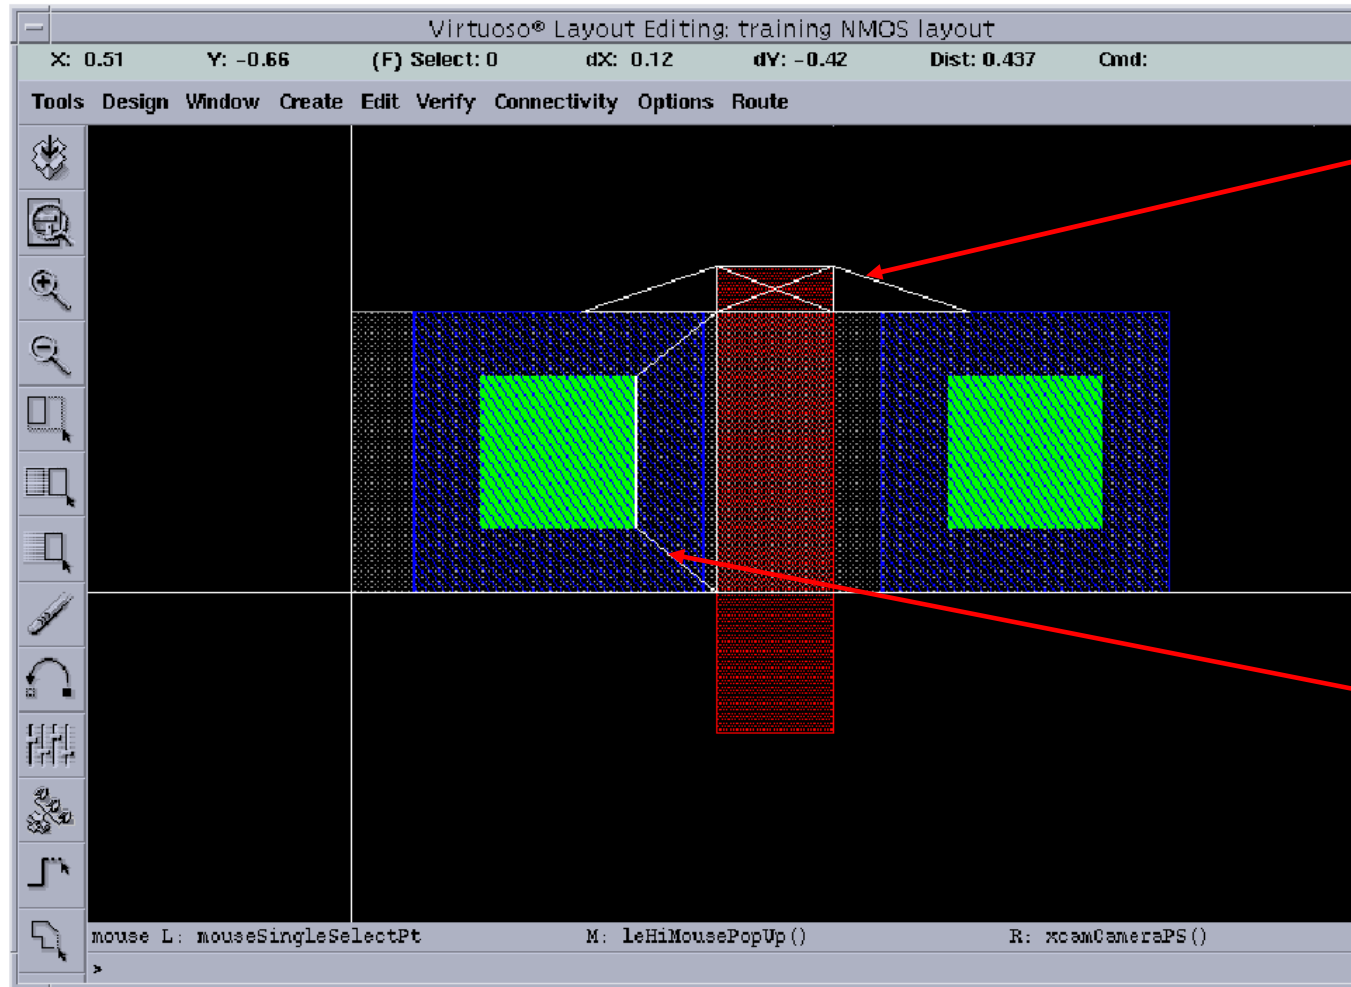 Virtuoso® Layout Editing: training NMOS layout
X: 0.51 Y: -0.66 (F) Select: 0 dX: 0.12 dY: -0.42 Dist: 0.437 Cmd:
Tools Design Window Create Edit Verify Connectivity Options Route
mouse L: mouseSingleSelectPt M: leHiMousePopUp() R: xcamCameraPS()
>